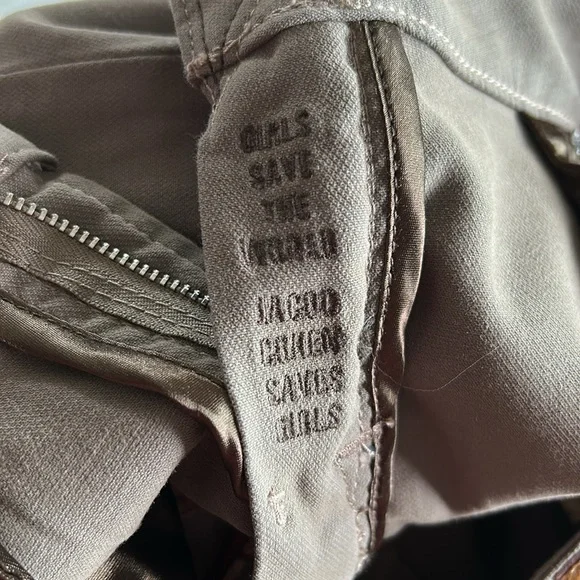 GIRLS
SAVE
THE
WORLD
JACOB
COHEN
SAVES
GIRLS